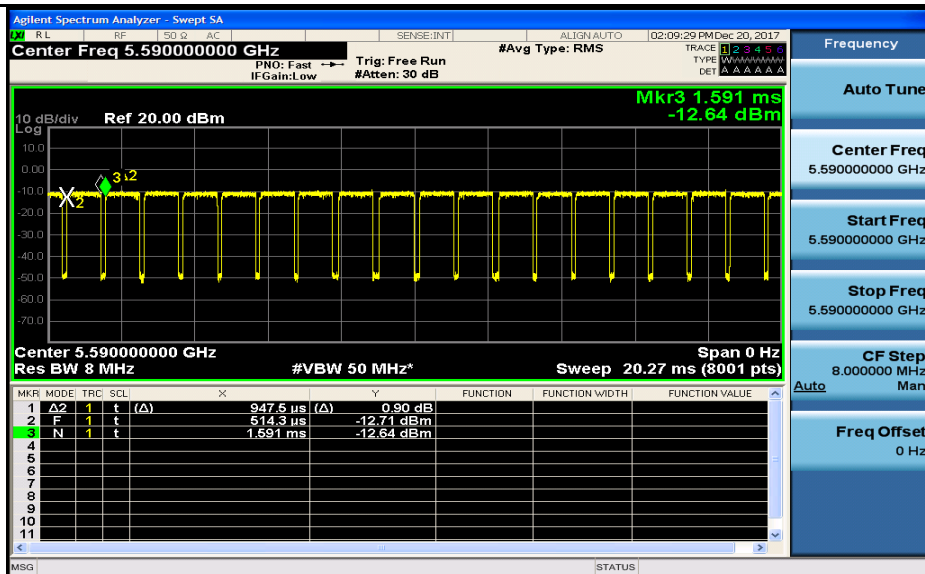 Agilent Spectrum Analyzer - Swept SA
LXI RL RF 50 Ω AC SENSE:INT ALIGN AUTO 02:09:29 PM Dec 20, 2017
Center Freq 5.590000000 GHz #Avg Type: RMS TRACE 1 2 3 4 5 6
PNO: Fast Trig: Free Run TYPE W
IFGain:Low #Atten: 30 dB DET A A A A A A
Mkr3 1.591 ms
10 dB/div Ref 20.00 dBm -12.64 dBm
Log
10.0
0.00
3 Δ2
-10.0
X2
-20.0
-30.0
-40.0
-50.0
-60.0
-70.0
Center 5.590000000 GHz Span 0 Hz
Res BW 8 MHz #VBW 50 MHz* Sweep 20.27 ms (8001 pts)
MKR MODE TRC SCL X Y FUNCTION FUNCTION WIDTH FUNCTION VALUE
1 Δ2 1 t (Δ) 947.5 µs (Δ) 0.90 dB
2 F 1 t 514.3 µs -12.71 dBm
3 N 1 t 1.591 ms -12.64 dBm
4
5
6
7
8
9
10
11
MSG STATUS
Frequency
Auto Tune
Center Freq
5.590000000 GHz
Start Freq
5.590000000 GHz
Stop Freq
5.590000000 GHz
CF Step
8.000000 MHz
Auto Man
Freq Offset
0 Hz